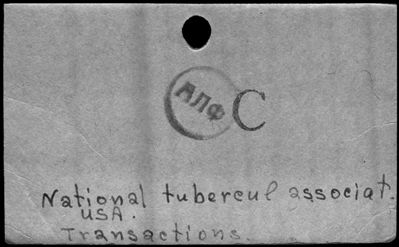 АПФ
C
National tubercul associat.
USA.
Transactions.